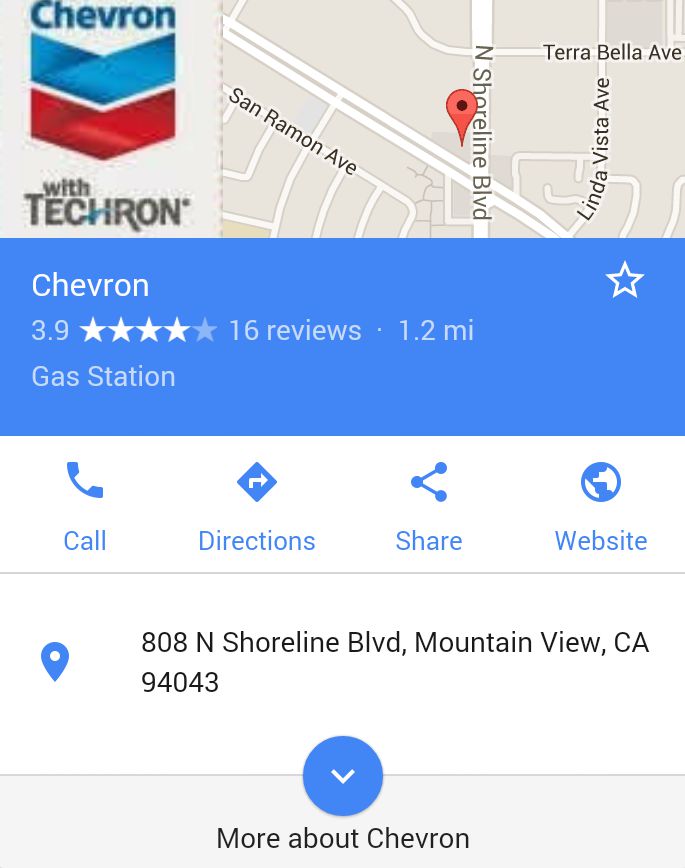 Chevron
with
TECHRON
Terra Bella Ave
N Shoreline Blvd
San Ramon Ave
Linda Vista Ave
Chevron
3.9 ★★★★★ 16 reviews · 1.2 mi
Gas Station
Call
Directions
Share
Website
808 N Shoreline Blvd, Mountain View, CA
94043
More about Chevron